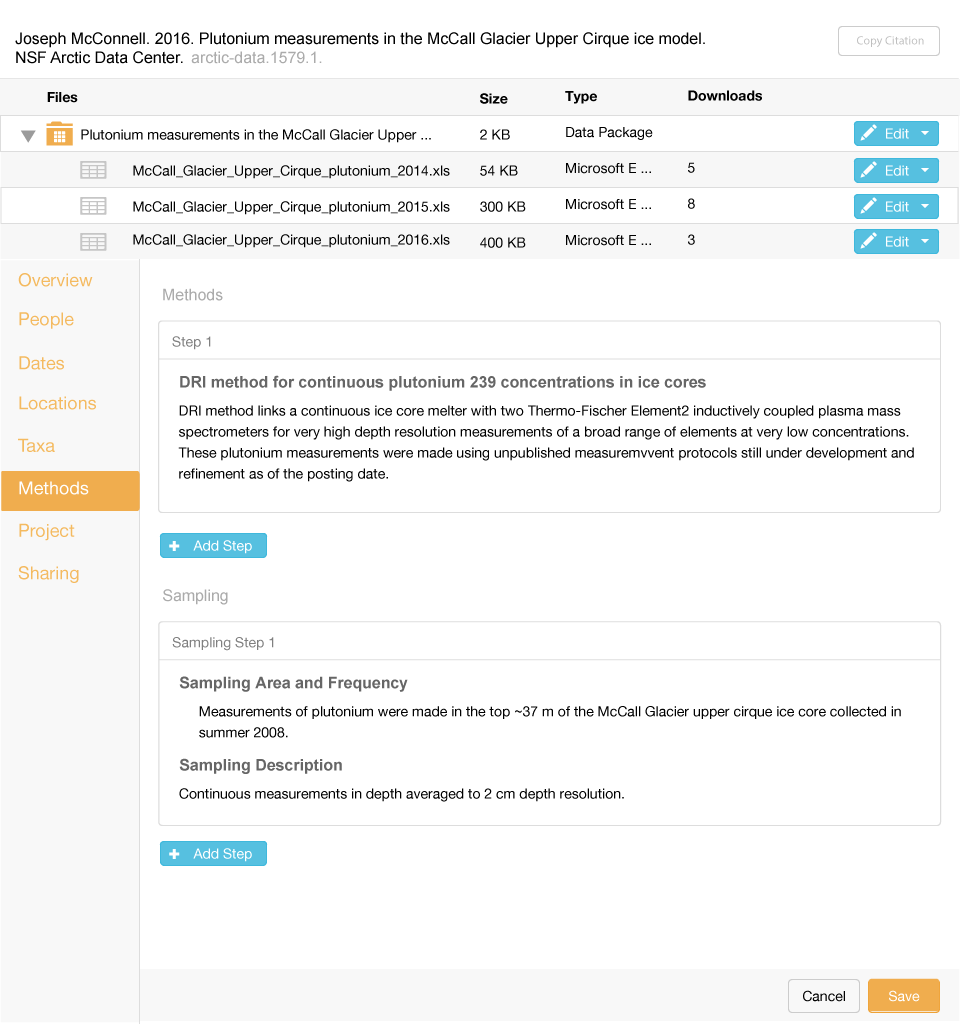 Joseph McConnell. 2016. Plutonium measurements in the McCall Glacier Upper Cirque ice model.
NSF Arctic Data Center. arctic-data.1579.1.
Copy Citation
Files Size Type Downloads
Plutonium measurements in the McCall Glacier Upper ... 2 KB Data Package Edit
McCall_Glacier_Upper_Cirque_plutonium_2014.xls 54 KB Microsoft E ... 5 Edit
McCall_Glacier_Upper_Cirque_plutonium_2015.xls 300 KB Microsoft E ... 8 Edit
McCall_Glacier_Upper_Cirque_plutonium_2016.xls 400 KB Microsoft E ... 3 Edit
Overview
People
Dates
Locations
Taxa
Methods
Project
Sharing
Methods
Step 1
DRI method for continuous plutonium 239 concentrations in ice cores
DRI method links a continuous ice core melter with two Thermo-Fischer Element2 inductively coupled plasma mass
spectrometers for very high depth resolution measurements of a broad range of elements at very low concentrations.
These plutonium measurements were made using unpublished measuremvvent protocols still under development and
refinement as of the posting date.
+ Add Step
Sampling
Sampling Step 1
Sampling Area and Frequency
Measurements of plutonium were made in the top ~37 m of the McCall Glacier upper cirque ice core collected in
summer 2008.
Sampling Description
Continuous measurements in depth averaged to 2 cm depth resolution.
+ Add Step
Cancel Save